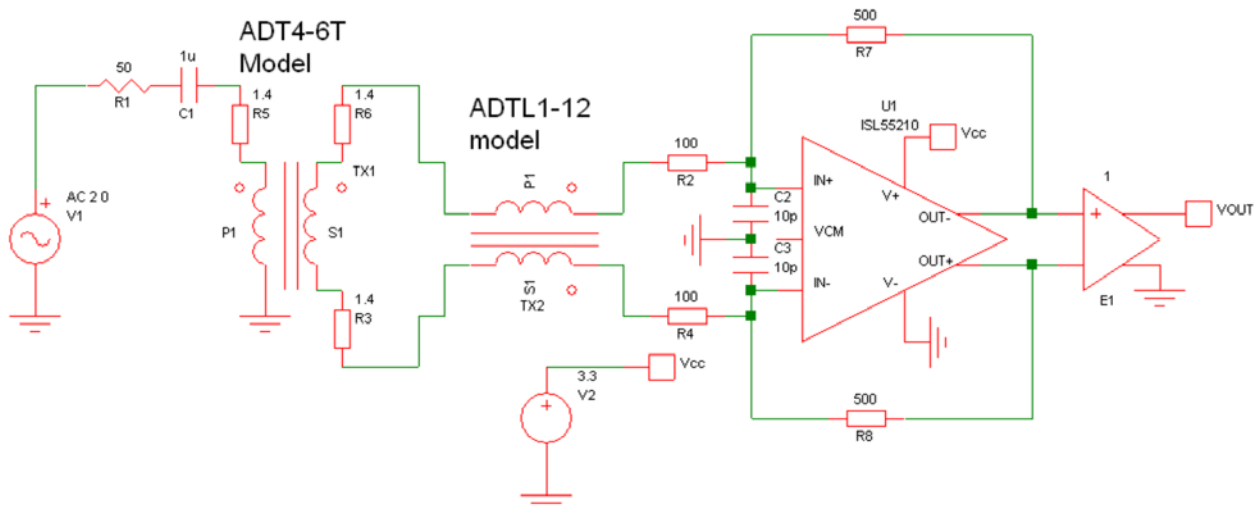 ADT4-6T
Model
50
R1
1u
C1
1.4
R5
1.4
R6
TX1
P1
S1
1.4
R3
AC 2 0
V1
ADTL1-12
model
P1
S1
TX2
100
R2
100
R4
500
R7
U1
ISL55210
Vcc
C2
10p
C3
10p
IN+
VCM
IN-
V+
OUT-
OUT+
V-
1
E1
VOUT
3.3
V2
Vcc
500
R8